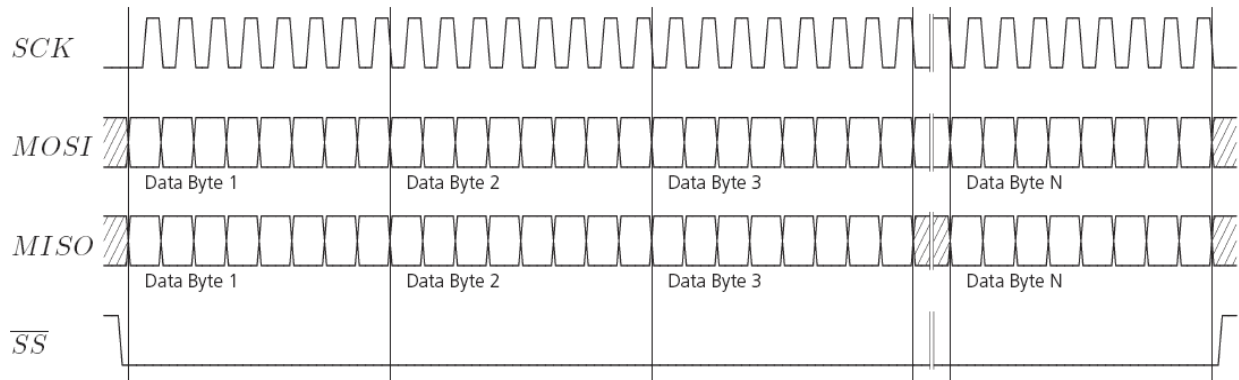 SCK
MOSI
Data Byte 1 Data Byte 2 Data Byte 3 Data Byte N
MISO
Data Byte 1 Data Byte 2 Data Byte 3 Data Byte N
SS